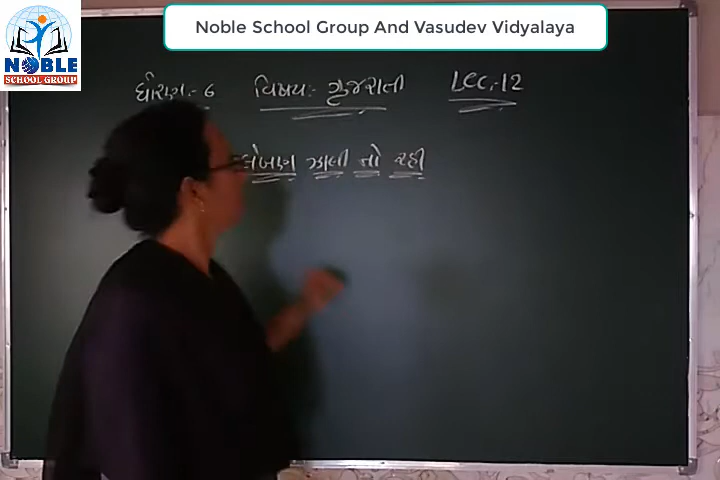 Noble School Group And Vasudev Vidyalaya
NOBLE
SCHOOL GROUP
ધોરણ:- 6 વિષય:- ગુજરાતી Lec.-12
ઝાલી નો રહી